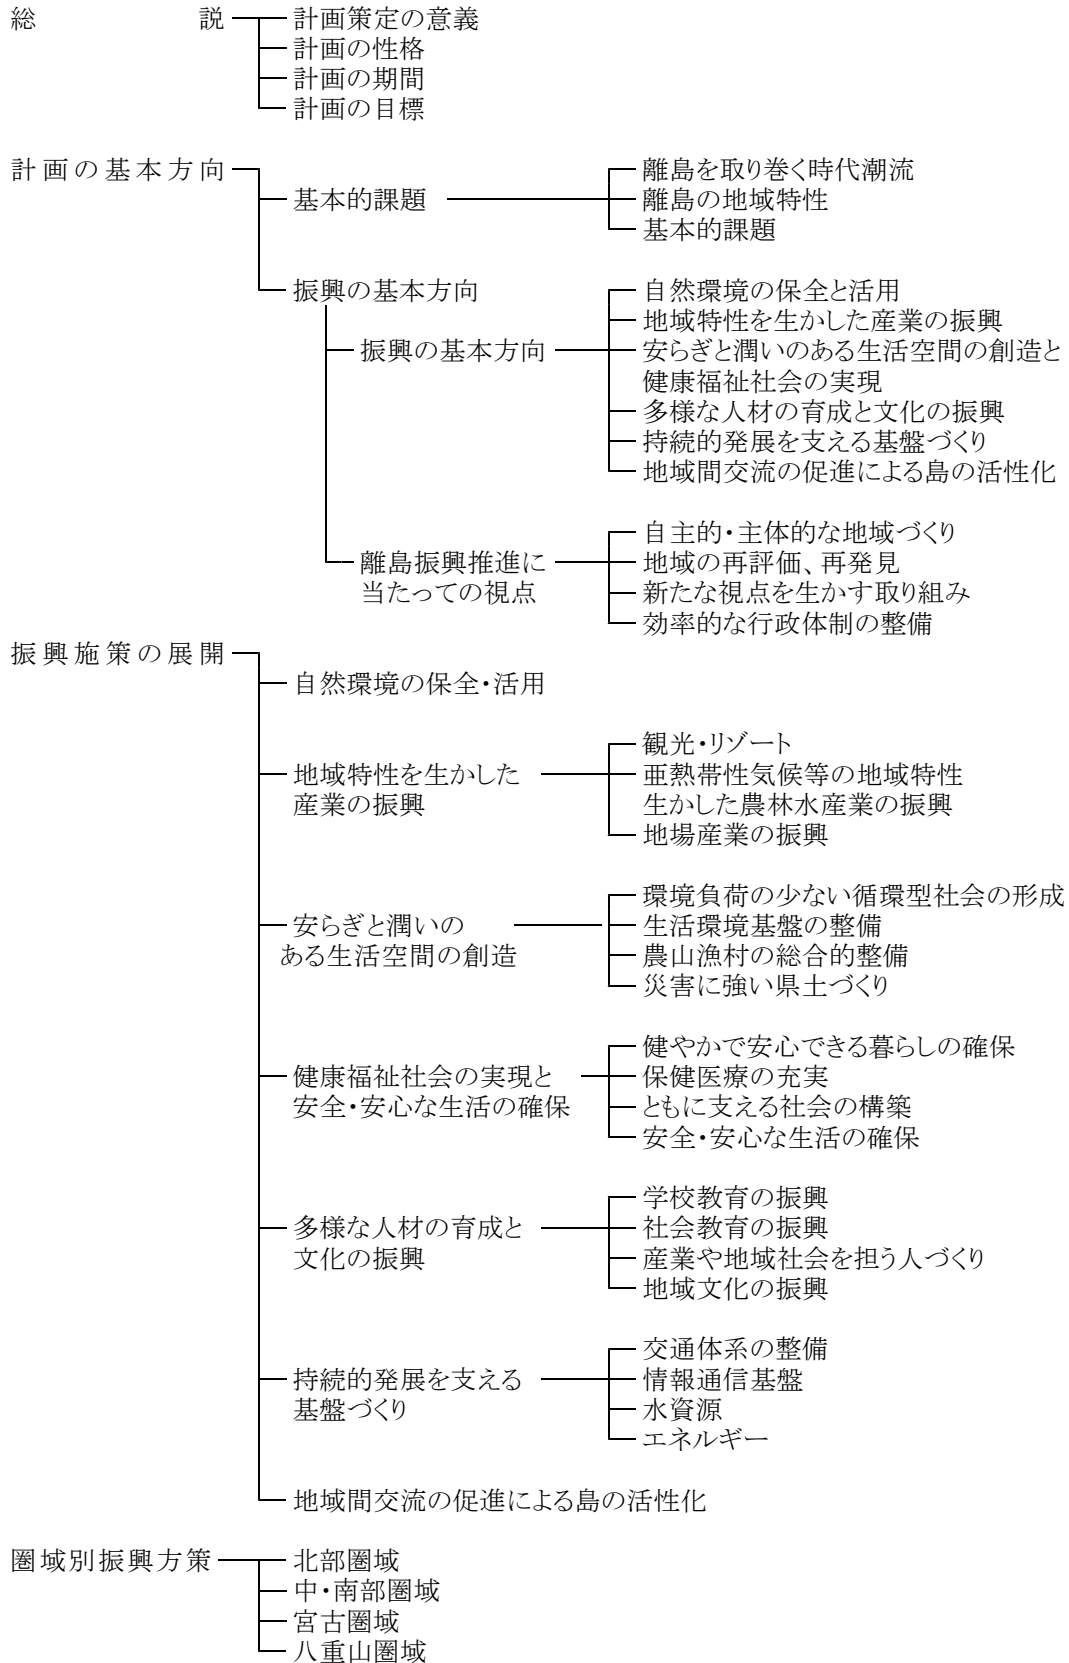 総 説 計画策定の意義
計画の性格
計画の期間
計画の目標
計画の基本方向 離島を取り巻く時代潮流
基本的課題 離島の地域特性
基本的課題
振興の基本方向 自然環境の保全と活用
地域特性を生かした産業の振興
振興の基本方向 安らぎと潤いのある生活空間の創造と
健康福祉社会の実現
多様な人材の育成と文化の振興
持続的発展を支える基盤づくり
地域間交流の促進による島の活性化
自主的・主体的な地域づくり
離島振興推進に 地域の再評価、再発見
当たっての視点 新たな視点を生かす取り組み
効率的な行政体制の整備
振興施策の展開
自然環境の保全・活用
観光・リゾート
地域特性を生かした 亜熱帯性気候等の地域特性
産業の振興 生かした農林水産業の振興
地場産業の振興
環境負荷の少ない循環型社会の形成
安らぎと潤いの 生活環境基盤の整備
ある生活空間の創造 農山漁村の総合的整備
災害に強い県土づくり
健やかで安心できる暮らしの確保
健康福祉社会の実現と 保健医療の充実
安全・安心な生活の確保 ともに支える社会の構築
安全・安心な生活の確保
学校教育の振興
多様な人材の育成と 社会教育の振興
文化の振興 産業や地域社会を担う人づくり
地域文化の振興
交通体系の整備
持続的発展を支える 情報通信基盤
基盤づくり 水資源
エネルギー
地域間交流の促進による島の活性化
圏域別振興方策 北部圏域
中・南部圏域
宮古圏域
八重山圏域